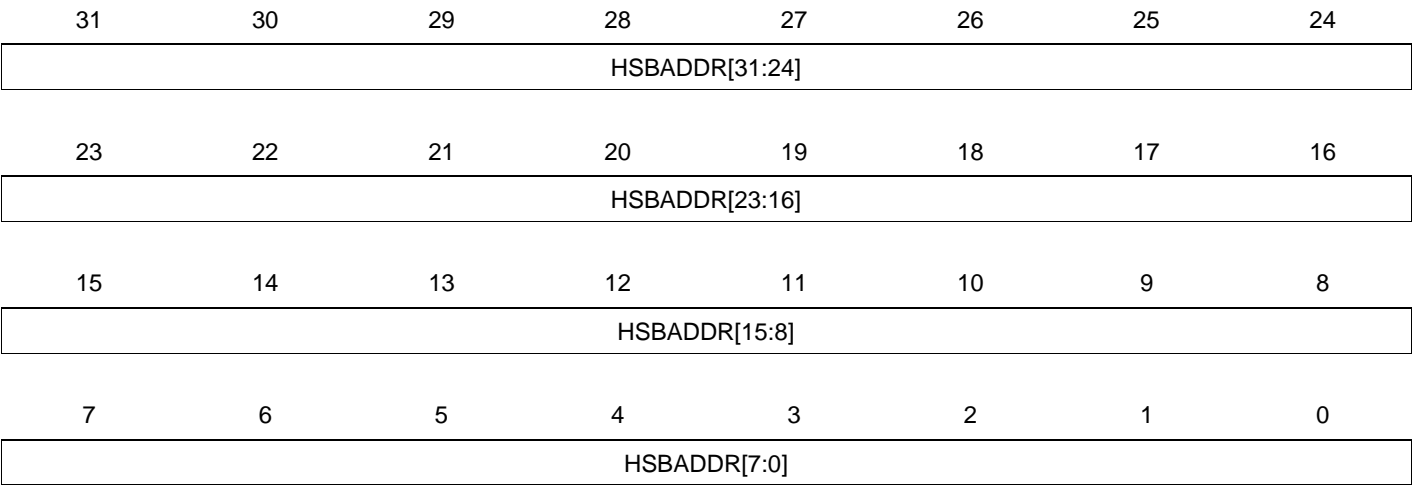 31 30 29 28 27 26 25 24
HSBADDR[31:24]
23 22 21 20 19 18 17 16
HSBADDR[23:16]
15 14 13 12 11 10 9 8
HSBADDR[15:8]
7 6 5 4 3 2 1 0
HSBADDR[7:0]